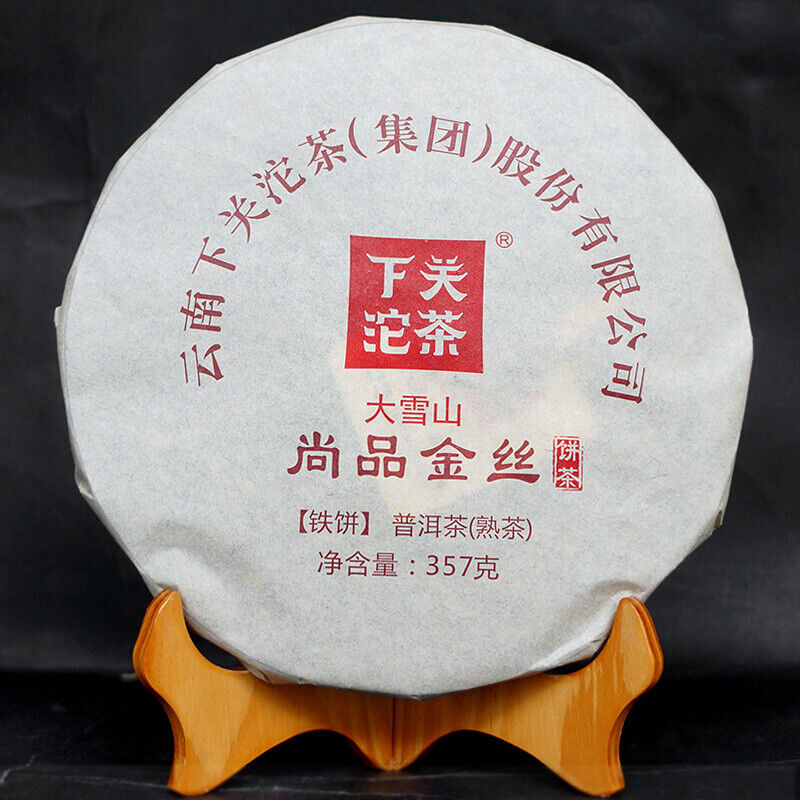 云南下关沱茶(集团)股份有限公司
下关
沱茶
®
大雪山
尚品金丝
饼茶
【铁饼】 普洱茶(熟茶)
净含量：357克